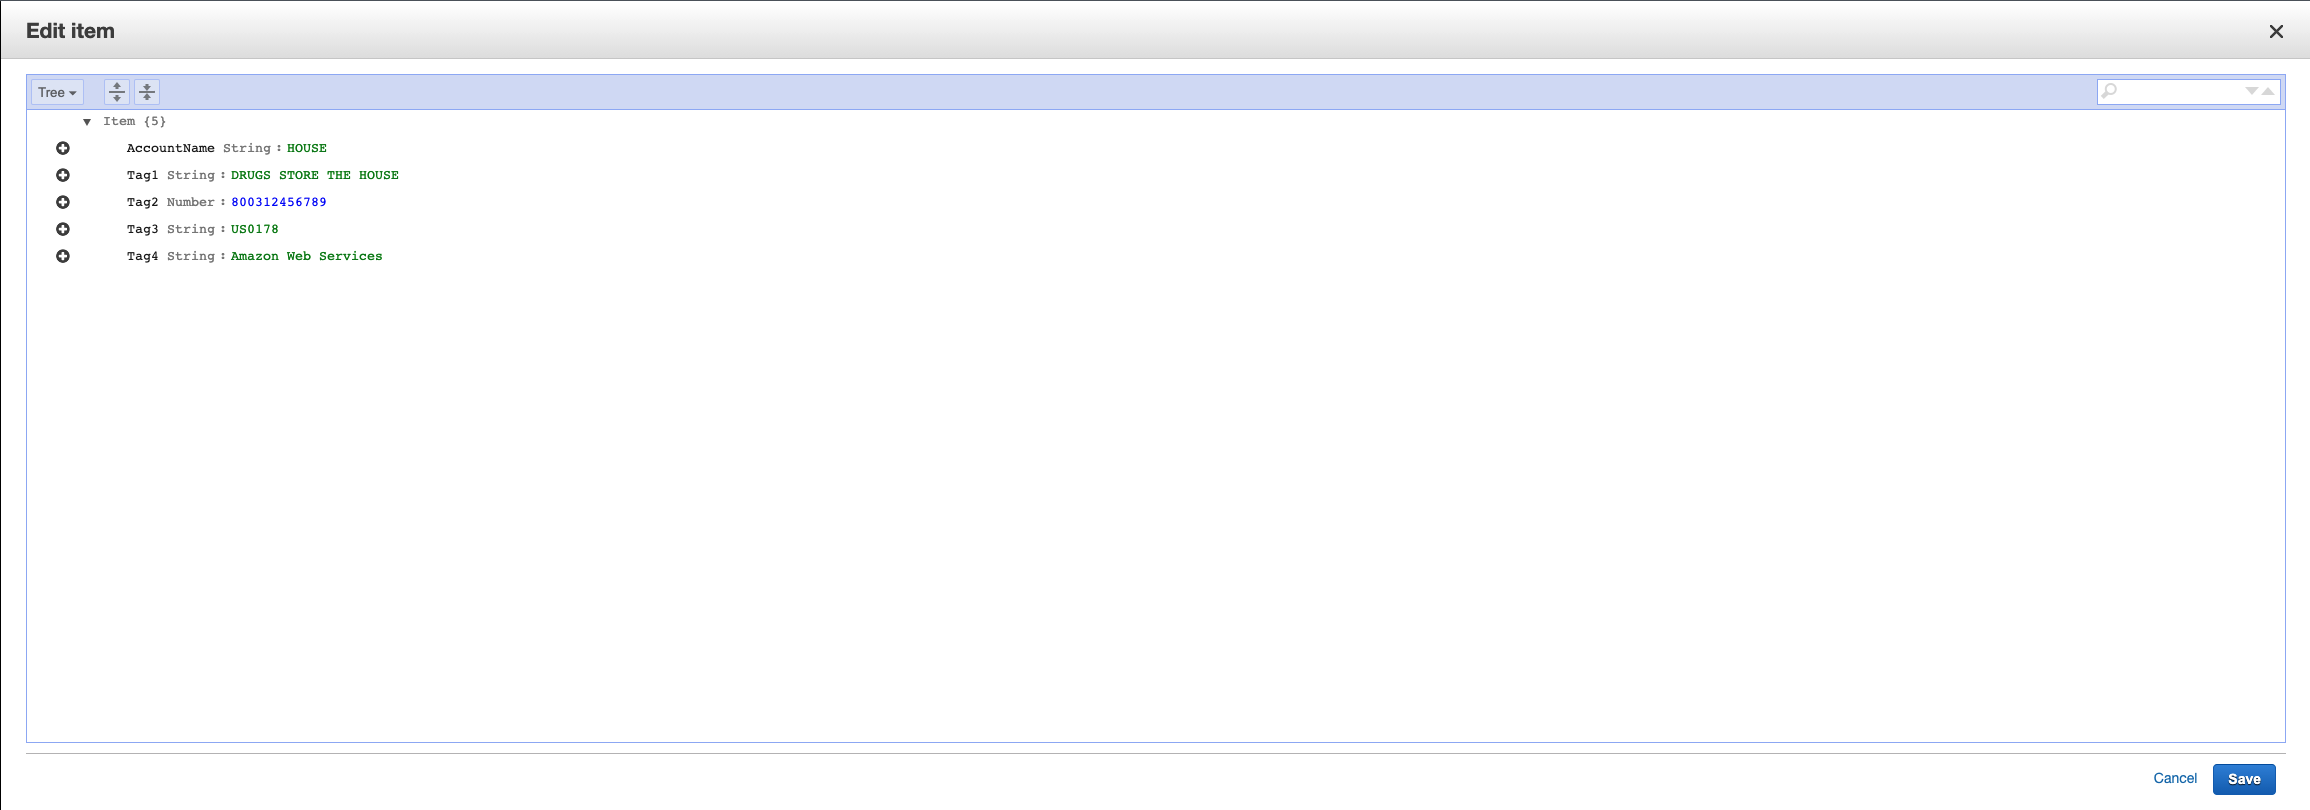 Edit item
Tree
Item {5}
AccountName String : HOUSE
Tag1 String : DRUGS STORE THE HOUSE
Tag2 Number : 800312456789
Tag3 String : US0178
Tag4 String : Amazon Web Services
Cancel Save